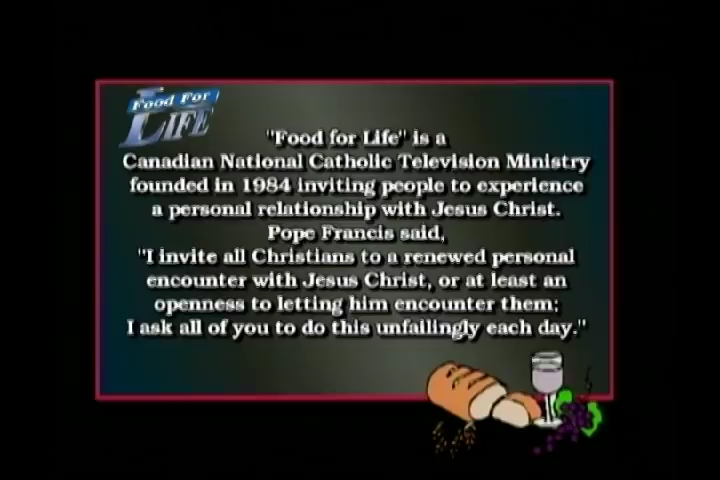 Food For
LIFE
"Food for Life" is a
Canadian National Catholic Television Ministry
founded in 1984 inviting people to experience
a personal relationship with Jesus Christ.
Pope Francis said,
"I invite all Christians to a renewed personal
encounter with Jesus Christ, or at least an
openness to letting him encounter them;
I ask all of you to do this unfailingly each day."